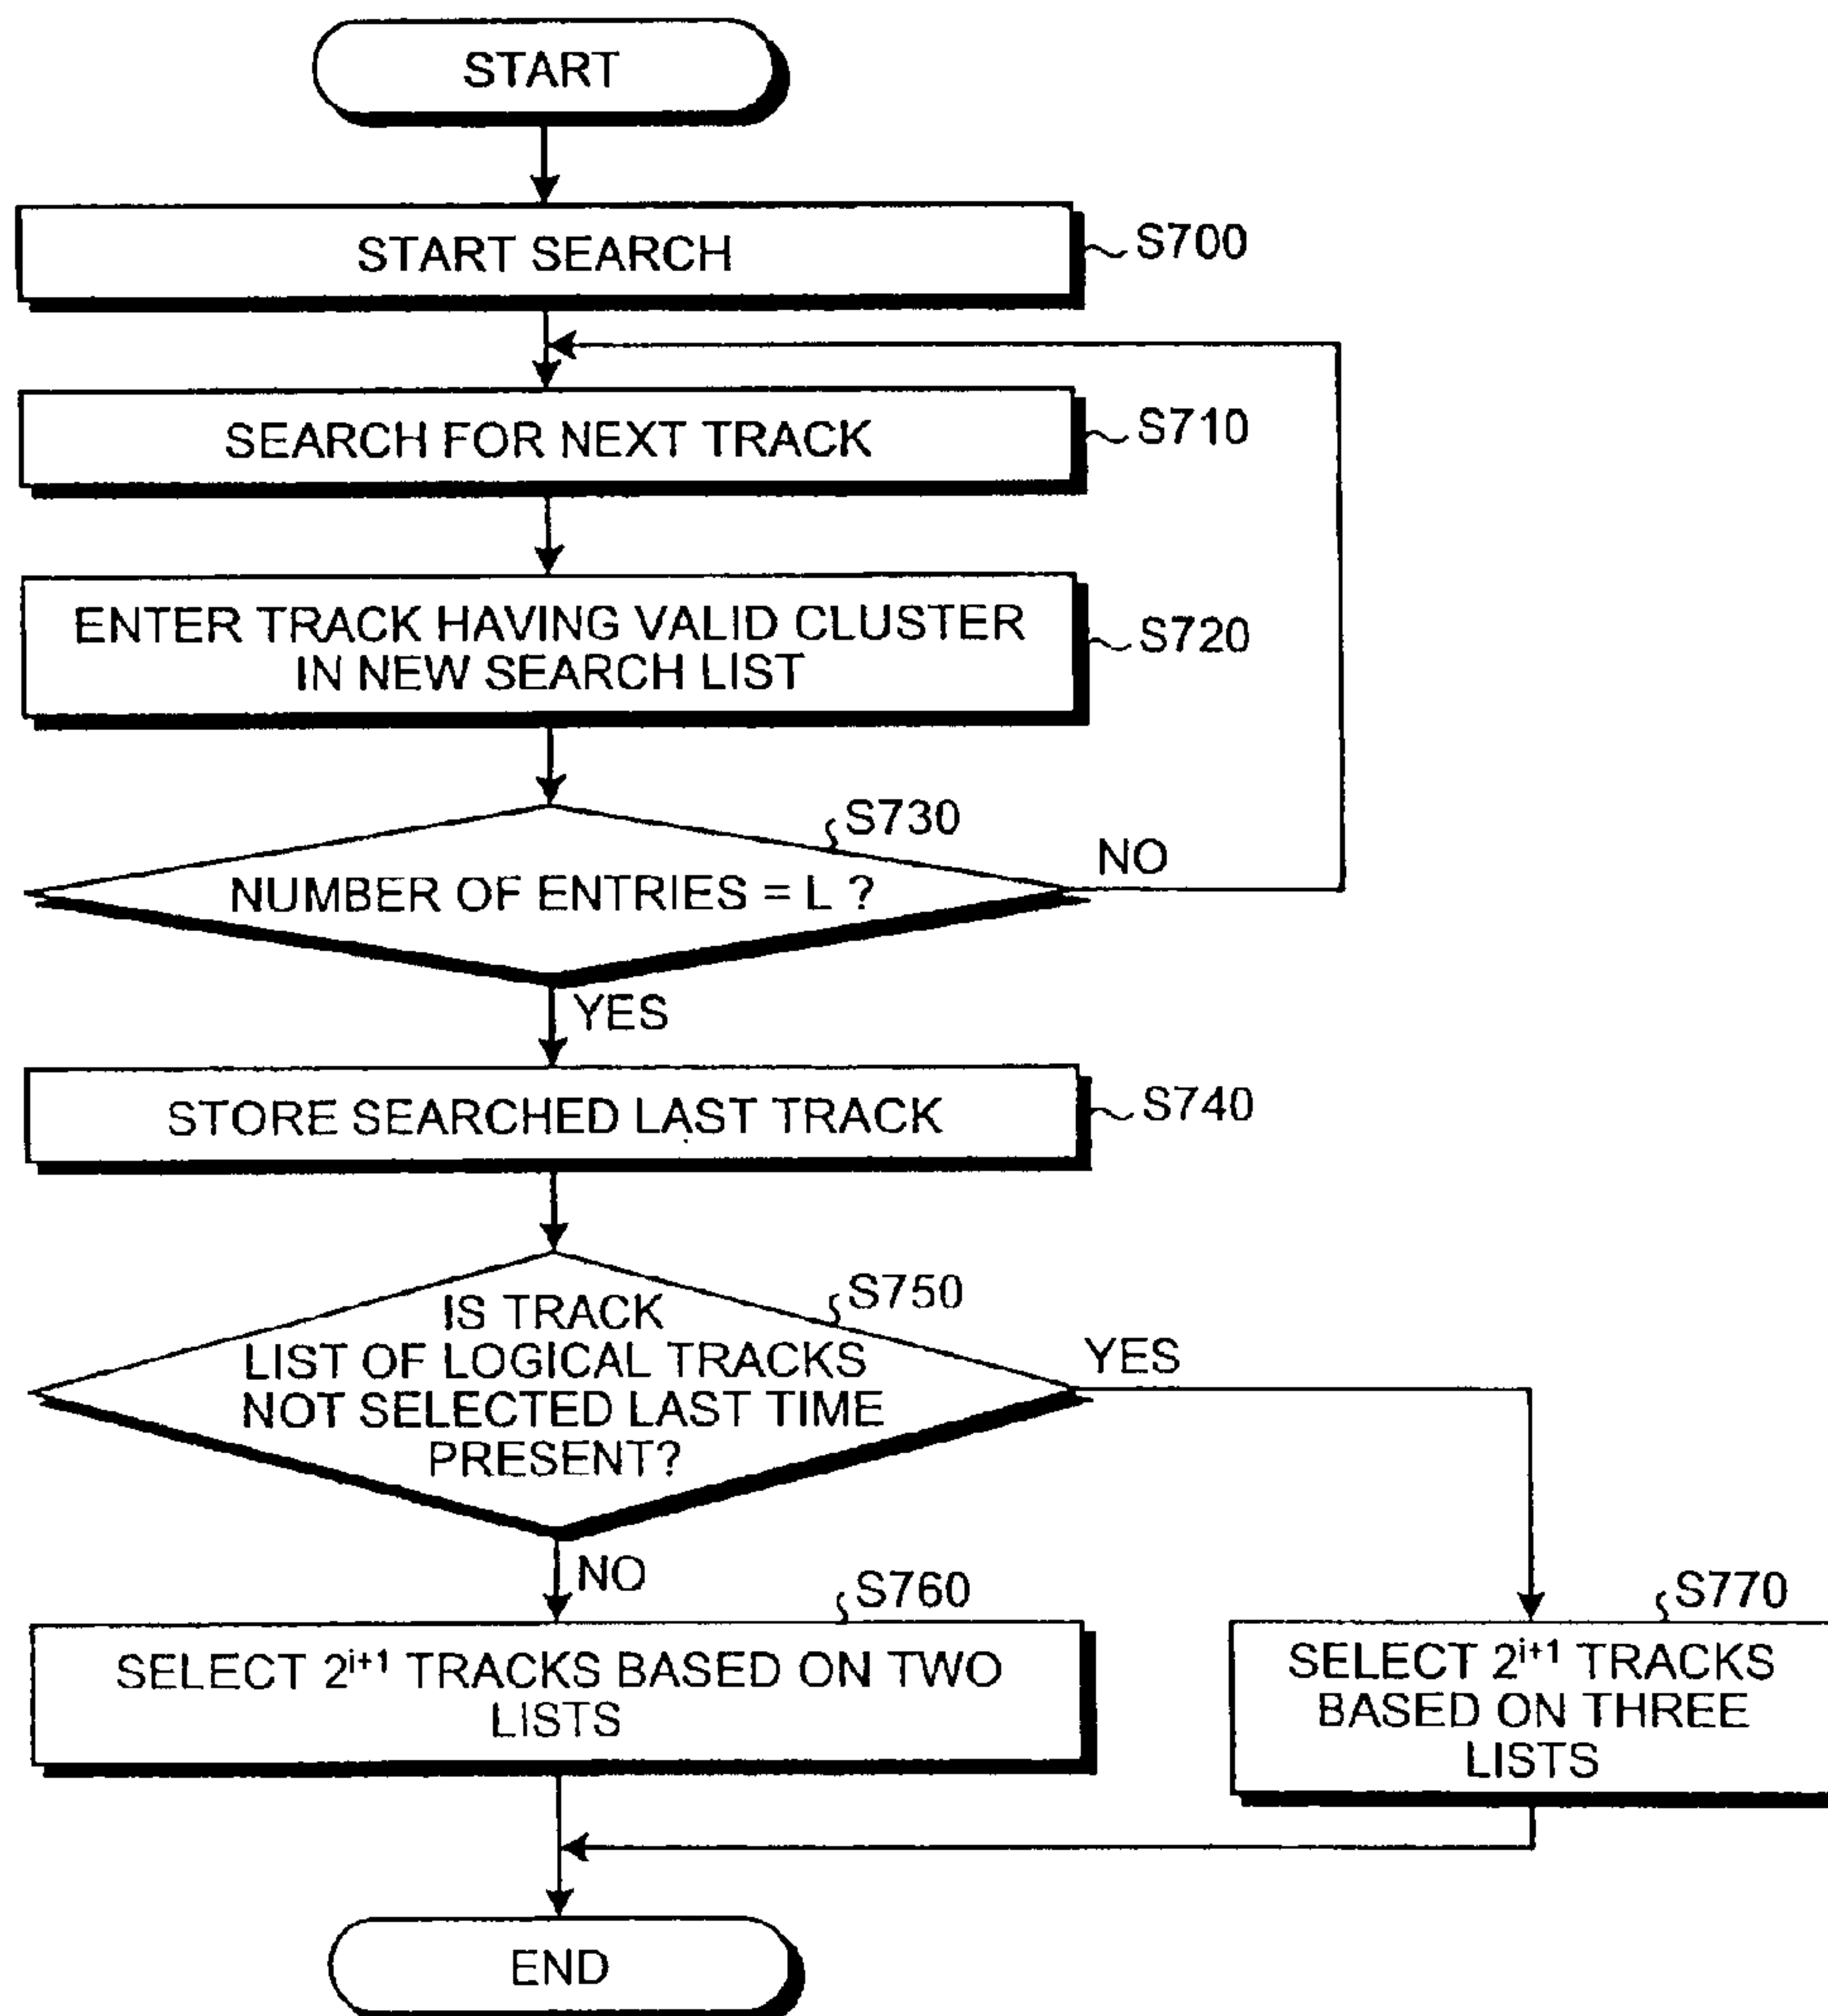 START
START SEARCH
S700
SEARCH FOR NEXT TRACK
S710
ENTER TRACK HAVING VALID CLUSTER
IN NEW SEARCH LIST
S720
S730
NUMBER OF ENTRIES = L ?
NO
YES
STORE SEARCHED LAST TRACK
S740
S750
IS TRACK
LIST OF LOGICAL TRACKS
NOT SELECTED LAST TIME
PRESENT?
YES
NO
S760
SELECT 2^{i+1} TRACKS BASED ON TWO
LISTS
S770
SELECT 2^{i+1} TRACKS
BASED ON THREE
LISTS
END